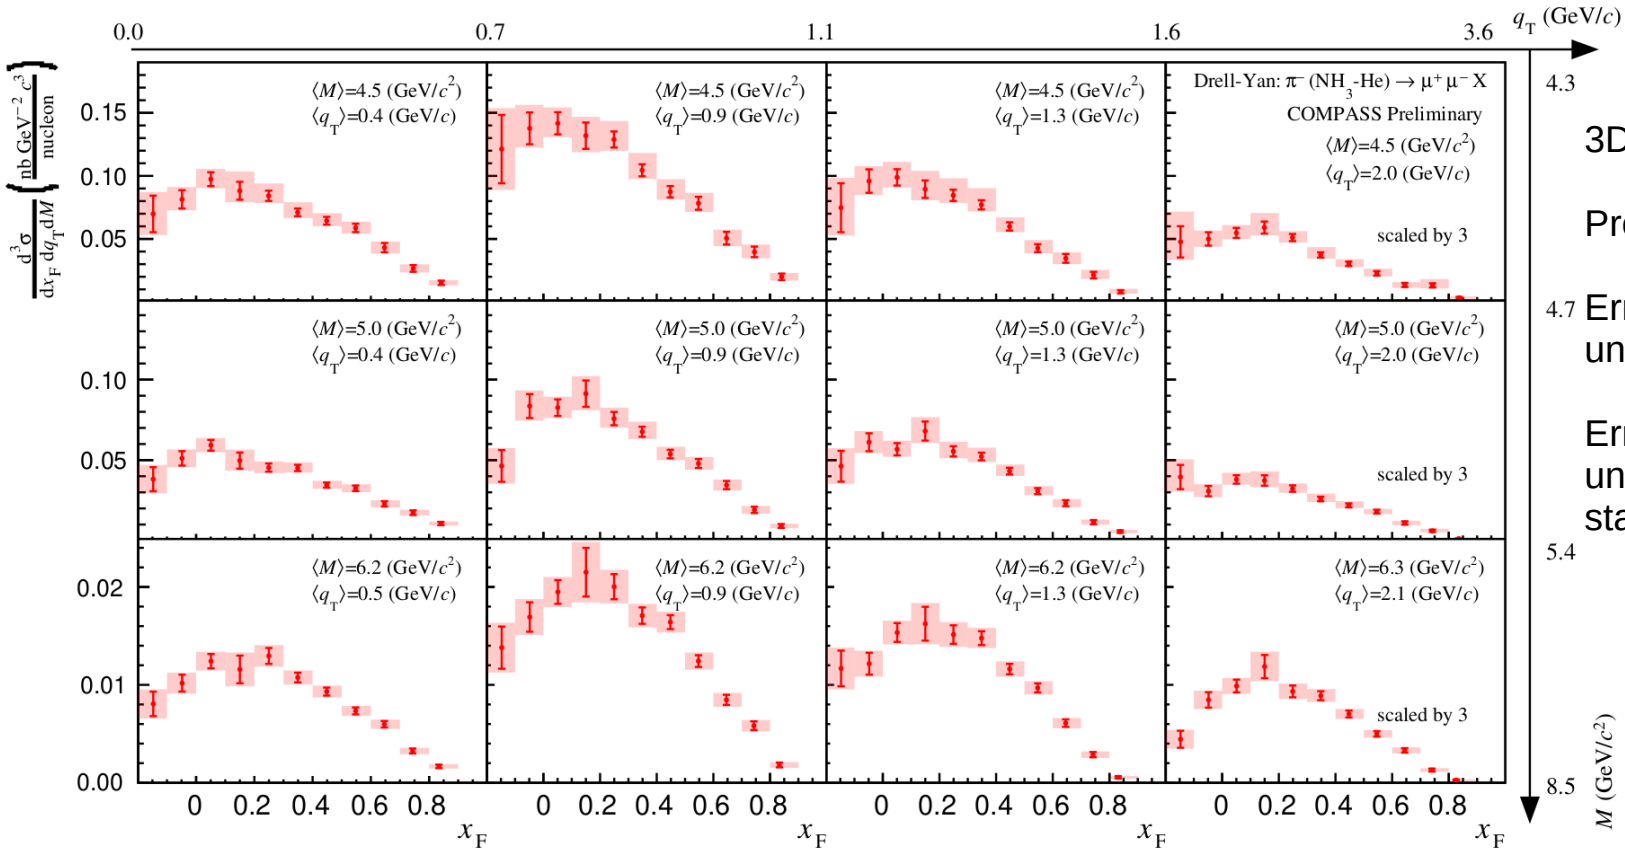 0.0 0.7 1.1 1.6 3.6 q_T (GeV/c)
d³σ / dx_F dq_T dM (nb GeV⁻² c³ / nucleon)
0.15
0.10
0.05
⟨M⟩=4.5 (GeV/c²)
⟨q_T⟩=0.4 (GeV/c)
⟨M⟩=4.5 (GeV/c²)
⟨q_T⟩=0.9 (GeV/c)
⟨M⟩=4.5 (GeV/c²)
⟨q_T⟩=1.3 (GeV/c)
Drell-Yan: π⁻ (NH₃-He) → μ⁺ μ⁻ X
COMPASS Preliminary
⟨M⟩=4.5 (GeV/c²)
⟨q_T⟩=2.0 (GeV/c)
scaled by 3
4.3
3D
Pre
4.7
Err
un
0.10
0.05
⟨M⟩=5.0 (GeV/c²)
⟨q_T⟩=0.4 (GeV/c)
⟨M⟩=5.0 (GeV/c²)
⟨q_T⟩=0.9 (GeV/c)
⟨M⟩=5.0 (GeV/c²)
⟨q_T⟩=1.3 (GeV/c)
⟨M⟩=5.0 (GeV/c²)
⟨q_T⟩=2.0 (GeV/c)
scaled by 3
Err
un
sta
5.4
0.02
0.01
0.00
⟨M⟩=6.2 (GeV/c²)
⟨q_T⟩=0.5 (GeV/c)
⟨M⟩=6.2 (GeV/c²)
⟨q_T⟩=0.9 (GeV/c)
⟨M⟩=6.2 (GeV/c²)
⟨q_T⟩=1.3 (GeV/c)
⟨M⟩=6.3 (GeV/c²)
⟨q_T⟩=2.1 (GeV/c)
scaled by 3
8.5
M (GeV/c²)
0 0.2 0.4 0.6 0.8 0 0.2 0.4 0.6 0.8 0 0.2 0.4 0.6 0.8 0 0.2 0.4 0.6 0.8
x_F x_F x_F x_F